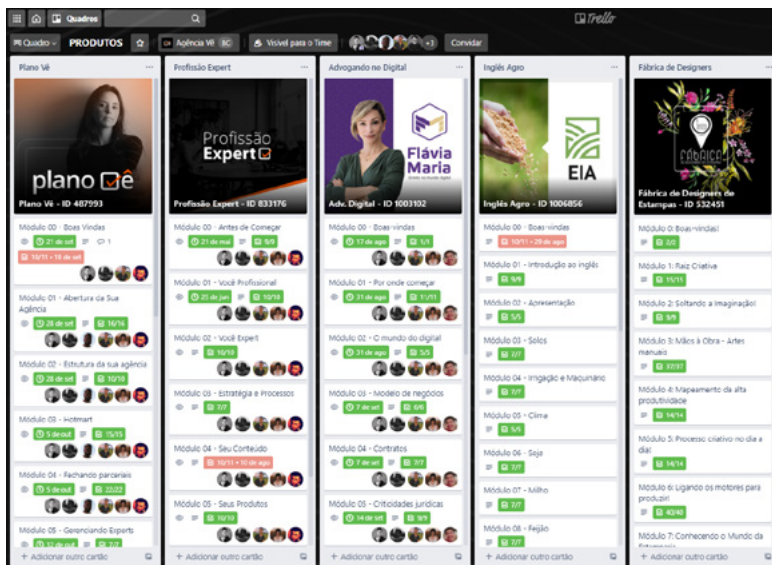 Quadros
Trello
Quadro
PRODUTOS
Agência Vê BC
Visível para o Time
+3
Convidar
Plano Vê
plano vê
Plano Vê - ID 487993
Módulo 00 - Boas Vindas
21 de set
1
10/11 • 18 de set
Módulo 01 - Abertura da Sua
Agência
28 de set
16/16
Módulo 02 - Estrutura da sua agência
28 de set
10/10
Módulo 03 - Hotmart
5 de out
15/15
Módulo 04 - Fechando parcerias
5 de out
22/22
Módulo 05 - Gerenciando Experts
12 de out
7/7
+ Adicionar outro cartão
Profissão Expert
Profissão
Expert
Profissão Expert - ID 833176
Módulo 00 - Antes de Começar
21 de mai
9/9
Módulo 01 - Você Profissional
25 de jun
10/10
Módulo 02 - Você Expert
10/10
Módulo 03 - Estratégia e Processos
7/7
Módulo 04 - Seu Conteúdo
10/11 • 10 de ago
Módulo 05 - Seus Produtos
10/10
+ Adicionar outro cartão
Advogando no Digital
Flávia
Maria
Adv. Digital - ID 1003102
Módulo 00 - Boas-vindas
17 de ago
1/1
Módulo 01 - Por onde começar
31 de ago
11/11
Módulo 02 - O mundo do digital
31 de ago
5/5
Módulo 03 - Modelo de negócios
7 de set
6/6
Módulo 04 - Contratos
7 de set
7/7
Módulo 05 - Criticidades jurídicas
14 de set
9/9
+ Adicionar outro cartão
Inglês Agro
EIA
Inglês Agro - ID 1006856
Módulo 00 - Boas-vindas
10/11 • 20 de ago
Módulo 01 - Introdução ao inglês
9/9
Módulo 02 - Apresentação
5/5
Módulo 03 - Solos
7/7
Módulo 04 - Irrigação e Maquinário
7/7
Módulo 05 - Clima
5/5
Módulo 06 - Soja
7/7
Módulo 07 - Milho
7/7
Módulo 08 - Feijão
7/7
+ Adicionar outro cartão
Fábrica de Designers
FÁBRICA
Fábrica de Designers de
Estampas - ID 532451
Módulo 0: Boas-vindas!
2/2
Módulo 1: Raiz Criativa
15/15
Módulo 2: Soltando a Imaginação!
9/9
Módulo 3: Mãos à Obra - Artes
manuais
37/37
Módulo 4: Mapeamento da alta
produtividade
14/14
Módulo 5: Processo criativo no dia a
dia!
14/14
Módulo 6: Ligando os motores para
produzir!
40/40
Módulo 7: Conhecendo o Mundo da
Estamparia
+ Adicionar outro cartão